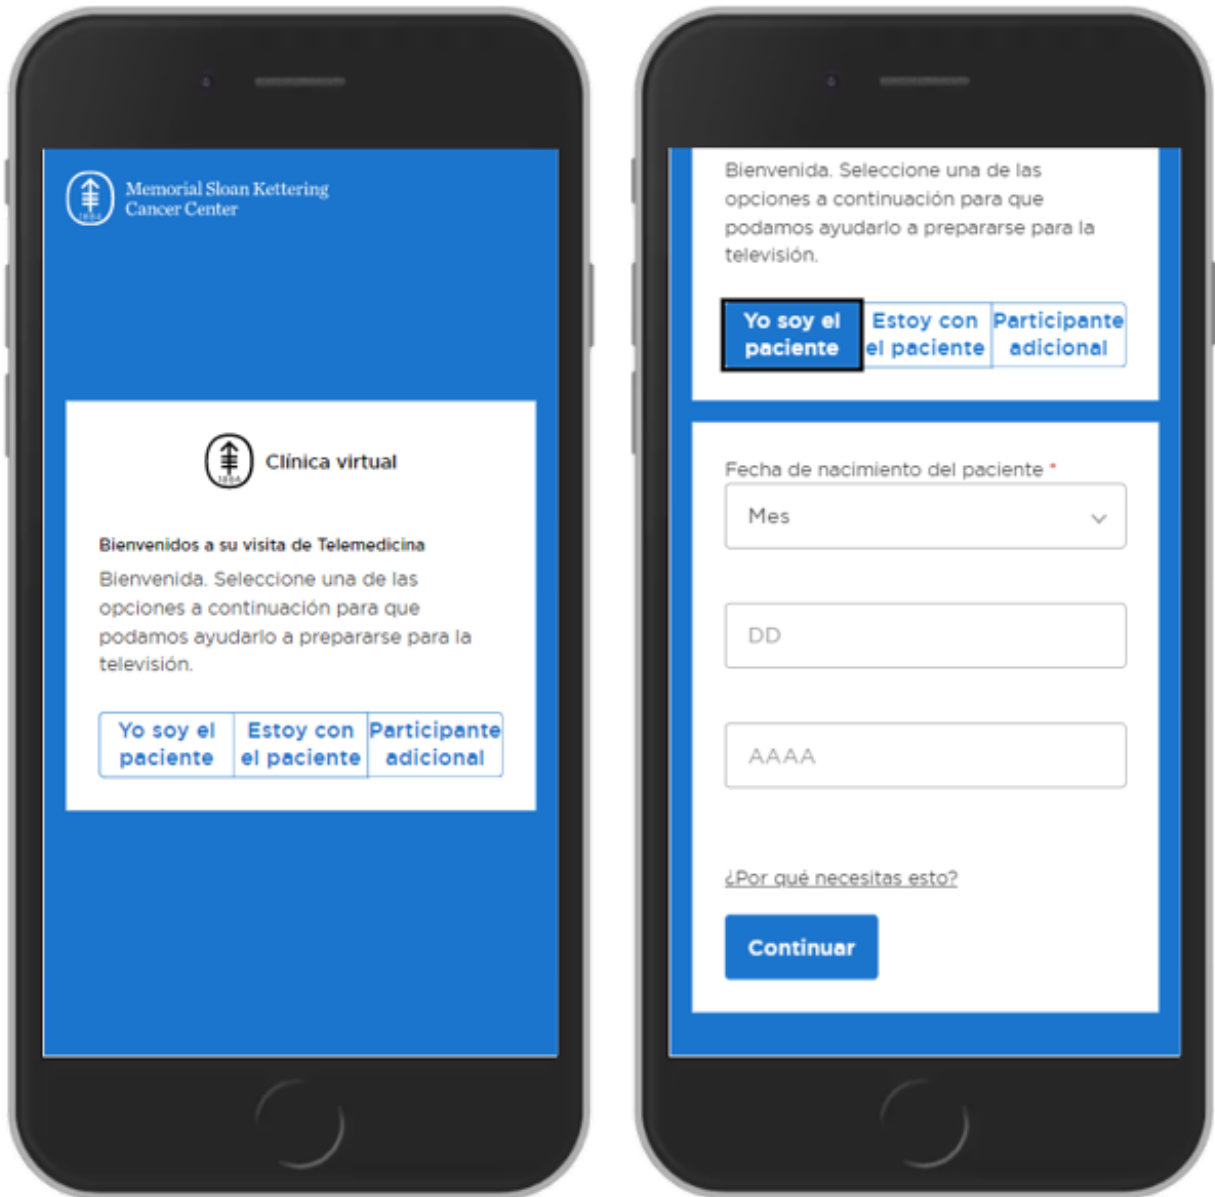 Memorial Sloan Kettering
Cancer Center
1884
Clínica virtual
Bienvenidos a su visita de Telemedicina
Bienvenida. Seleccione una de las
opciones a continuación para que
podamos ayudarlo a prepararse para la
televisión.
Yo soy el
paciente
Estoy con
el paciente
Participante
adicional
Bienvenida. Seleccione una de las
opciones a continuación para que
podamos ayudarlo a prepararse para la
televisión.
Yo soy el
paciente
Estoy con
el paciente
Participante
adicional
Fecha de nacimiento del paciente *
Mes
DD
AAAA
¿Por qué necesitas esto?
Continuar